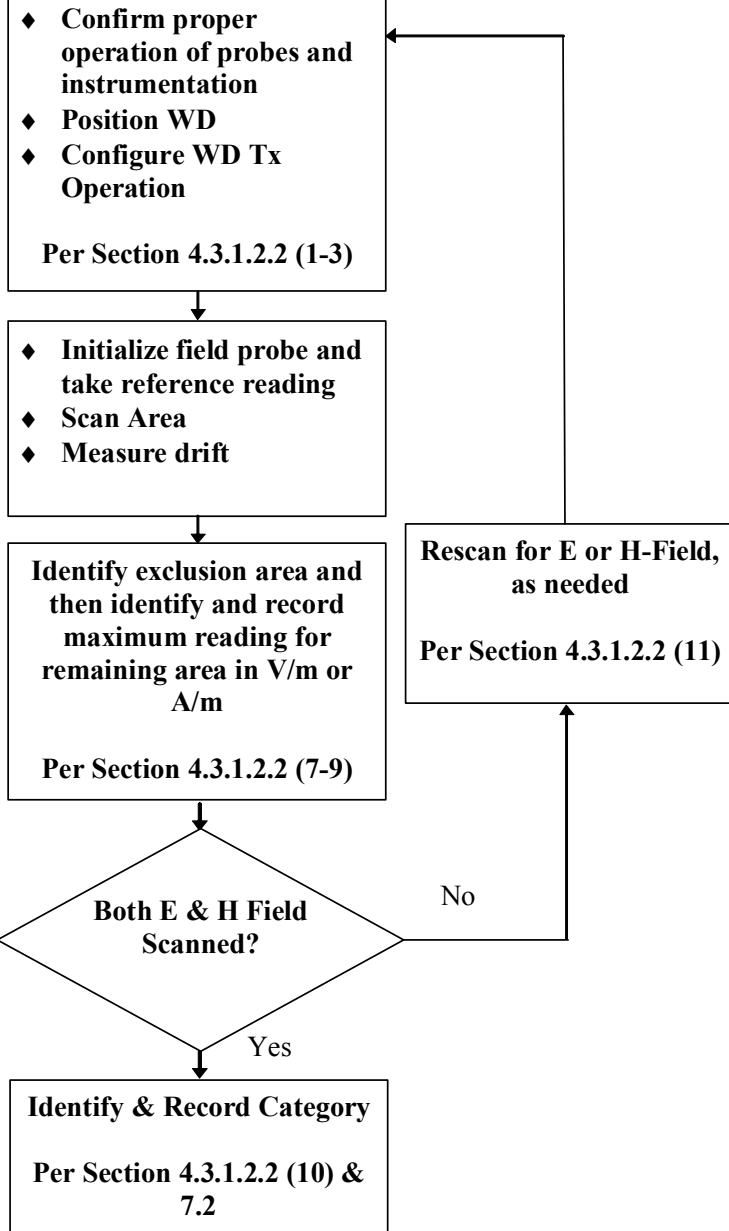 ♦ Confirm proper
operation of probes and
instrumentation
♦ Position WD
♦ Configure WD Tx
Operation
Per Section 4.3.1.2.2 (1-3)
♦ Initialize field probe and
take reference reading
♦ Scan Area
♦ Measure drift
Identify exclusion area and
then identify and record
maximum reading for
remaining area in V/m or
A/m
Per Section 4.3.1.2.2 (7-9)
Rescan for E or H-Field,
as needed
Per Section 4.3.1.2.2 (11)
Both E & H Field
Scanned?
No
Yes
Identify & Record Category
Per Section 4.3.1.2.2 (10) &
7.2